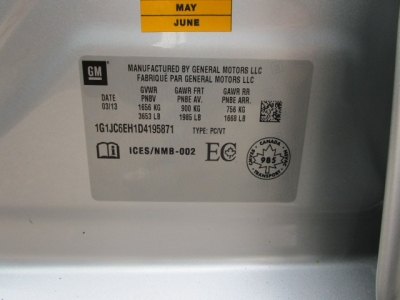 MAY
JUNE
GM
MANUFACTURED BY GENERAL MOTORS LLC
FABRIQUÉ PAR GENERAL MOTORS LLC
DATE GVWR GAWR FRT GAWR RR
03/13 PNBV PNBE AV. PNBE ARR.
1656 KG 900 KG 756 KG
3653 LB 1985 LB 1668 LB
1G1JC6EH1D4195871 TYPE: PC/VT
ICES/NMB-002
985
CANADA